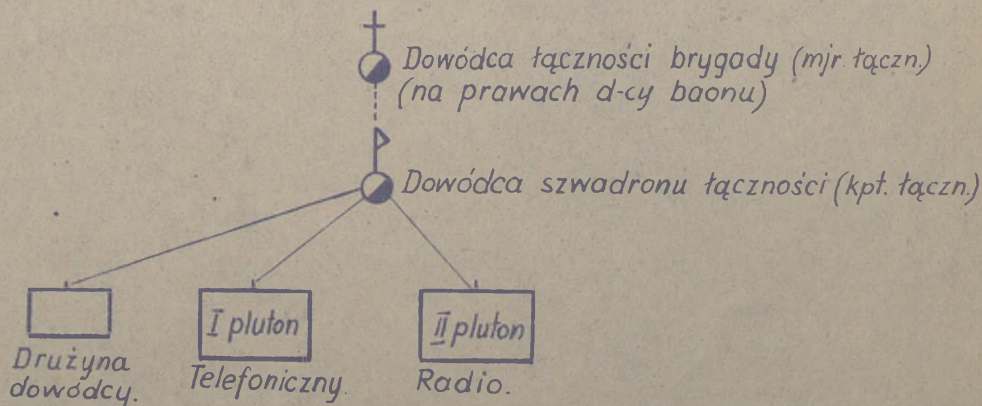 Dowódca łączności brygady (mjr. łączn.)
(na prawach d-cy baonu)
Dowódca szwadronu łączności (kpt. łączn.)
I pluton
II pluton
Drużyna
dowódcy.
Telefoniczny.
Radio.